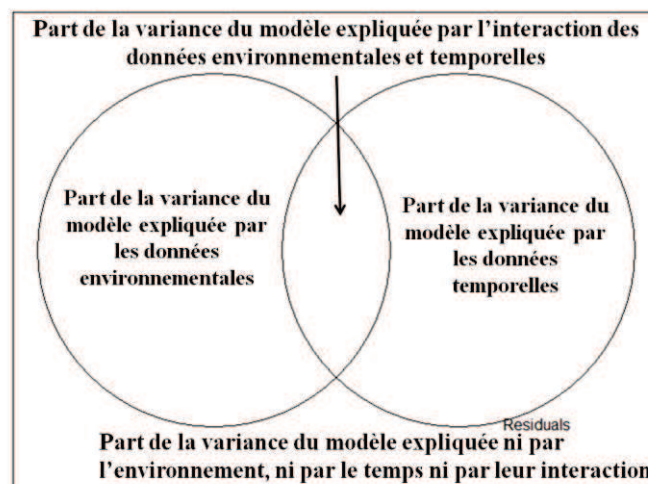 Part de la variance du modèle expliquée par l'interaction des
données environnementales et temporelles
Part de la variance du
modèle expliquée par
les données
environnementales
Part de la variance du
modèle expliquée par
les données
temporelles
Residuals
Part de la variance du modèle expliquée ni par
l'environnement, ni par le temps ni par leur interaction